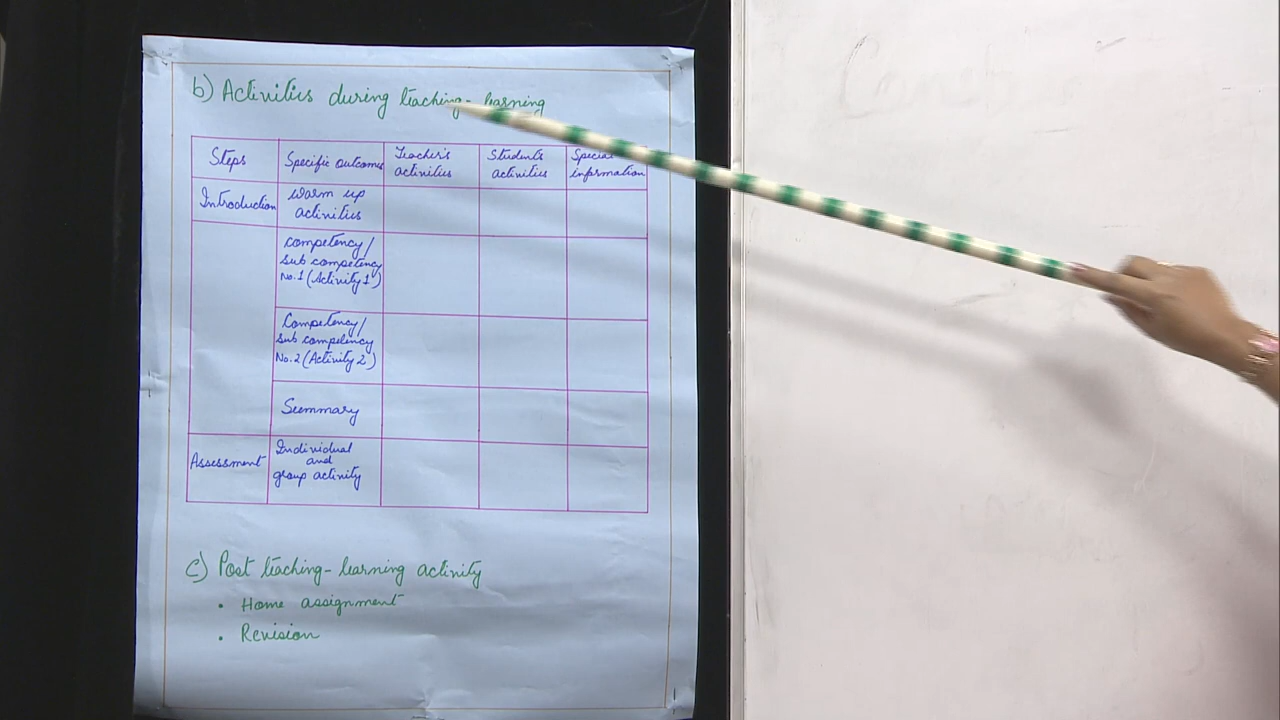 b) Activities during teaching-learning
Steps
Specific outcomes
Teacher's
activities
Students
activities
Special
information
Introduction
Warm up
activities
Competency/
sub competency
No.1 (Activity 1)
Competency/
sub competency
No.2 (Activity 2)
Summary
Assessment
Individual
and
group activity
c) Post teaching-learning activity
• Home assignment
• Revision